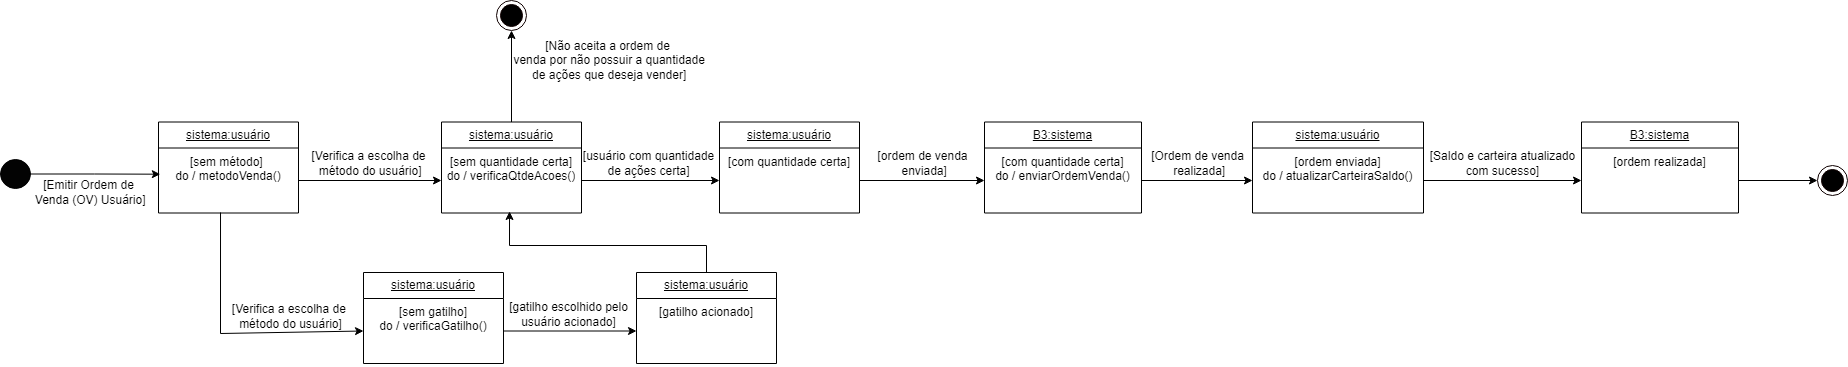 [Não aceita a ordem de
venda por não possuir a quantidade
de ações que deseja vender]
[Emitir Ordem de
Venda (OV) Usuário]
sistema:usuário
[sem método]
do / metodoVenda()
[Verifica a escolha de
método do usuário]
sistema:usuário
[sem quantidade certa]
do / verificaQtdeAcoes()
[usuário com quantidade
de ações certa]
sistema:usuário
[com quantidade certa]
[ordem de venda
enviada]
B3:sistema
[com quantidade certa]
do / enviarOrdemVenda()
[Ordem de venda
realizada]
sistema:usuário
[ordem enviada]
do / atualizarCarteiraSaldo()
[Saldo e carteira atualizado
com sucesso]
B3:sistema
[ordem realizada]
[Verifica a escolha de
método do usuário]
sistema:usuário
[sem gatilho]
do / verificaGatilho()
[gatilho escolhido pelo
usuário acionado]
sistema:usuário
[gatilho acionado]